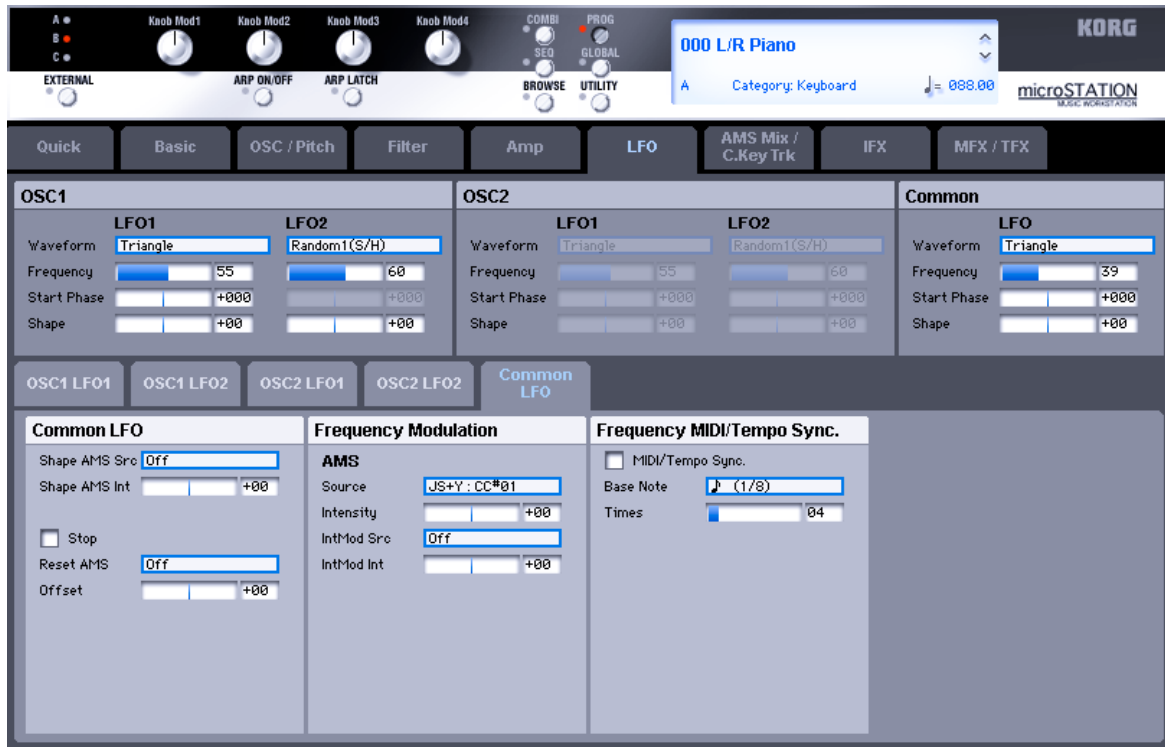 A
B
C
EXTERNAL
Knob Mod1 Knob Mod2 Knob Mod3 Knob Mod4
ARP ON/OFF ARP LATCH
COMBI PROG
SEQ GLOBAL
BROWSE UTILITY
000 L/R Piano
A Category: Keyboard ♩= 088.00
KORG
microSTATION
MUSIC WORKSTATION
Quick Basic OSC / Pitch Filter Amp LFO AMS Mix / C.Key Trk IFX MFX / TFX
OSC1
LFO1 LFO2
Waveform Triangle Random1(S/H)
Frequency 55 60
Start Phase +000 +000
Shape +00 +00
OSC2
LFO1 LFO2
Waveform Triangle Random1(S/H)
Frequency 55 60
Start Phase +000 +000
Shape +00 +00
Common
LFO
Waveform Triangle
Frequency 39
Start Phase +000
Shape +00
OSC1 LFO1 OSC1 LFO2 OSC2 LFO1 OSC2 LFO2 Common LFO
Common LFO
Shape AMS Src Off
Shape AMS Int +00
Stop
Reset AMS Off
Offset +00
Frequency Modulation
AMS
Source JS+Y:CC#01
Intensity +00
IntMod Src Off
IntMod Int +00
Frequency MIDI/Tempo Sync.
MIDI/Tempo Sync.
Base Note ♪ (1/8)
Times 04